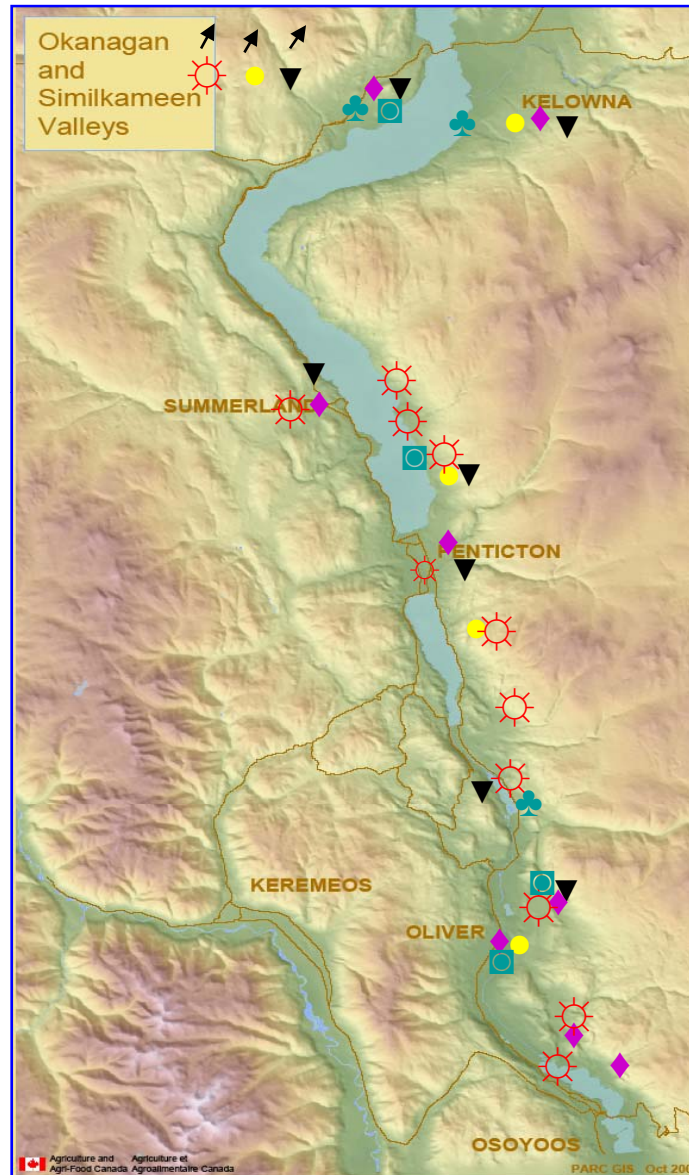 Okanagan
and
Similkameen
Valleys
KELOWNA
SUMMERLAND
PENTICTON
KEREMEOS
OLIVER
OSOYOOS
Agriculture and Agriculture et
Agri-Food Canada Agroalimentaire Canada
PARC GIS Oct